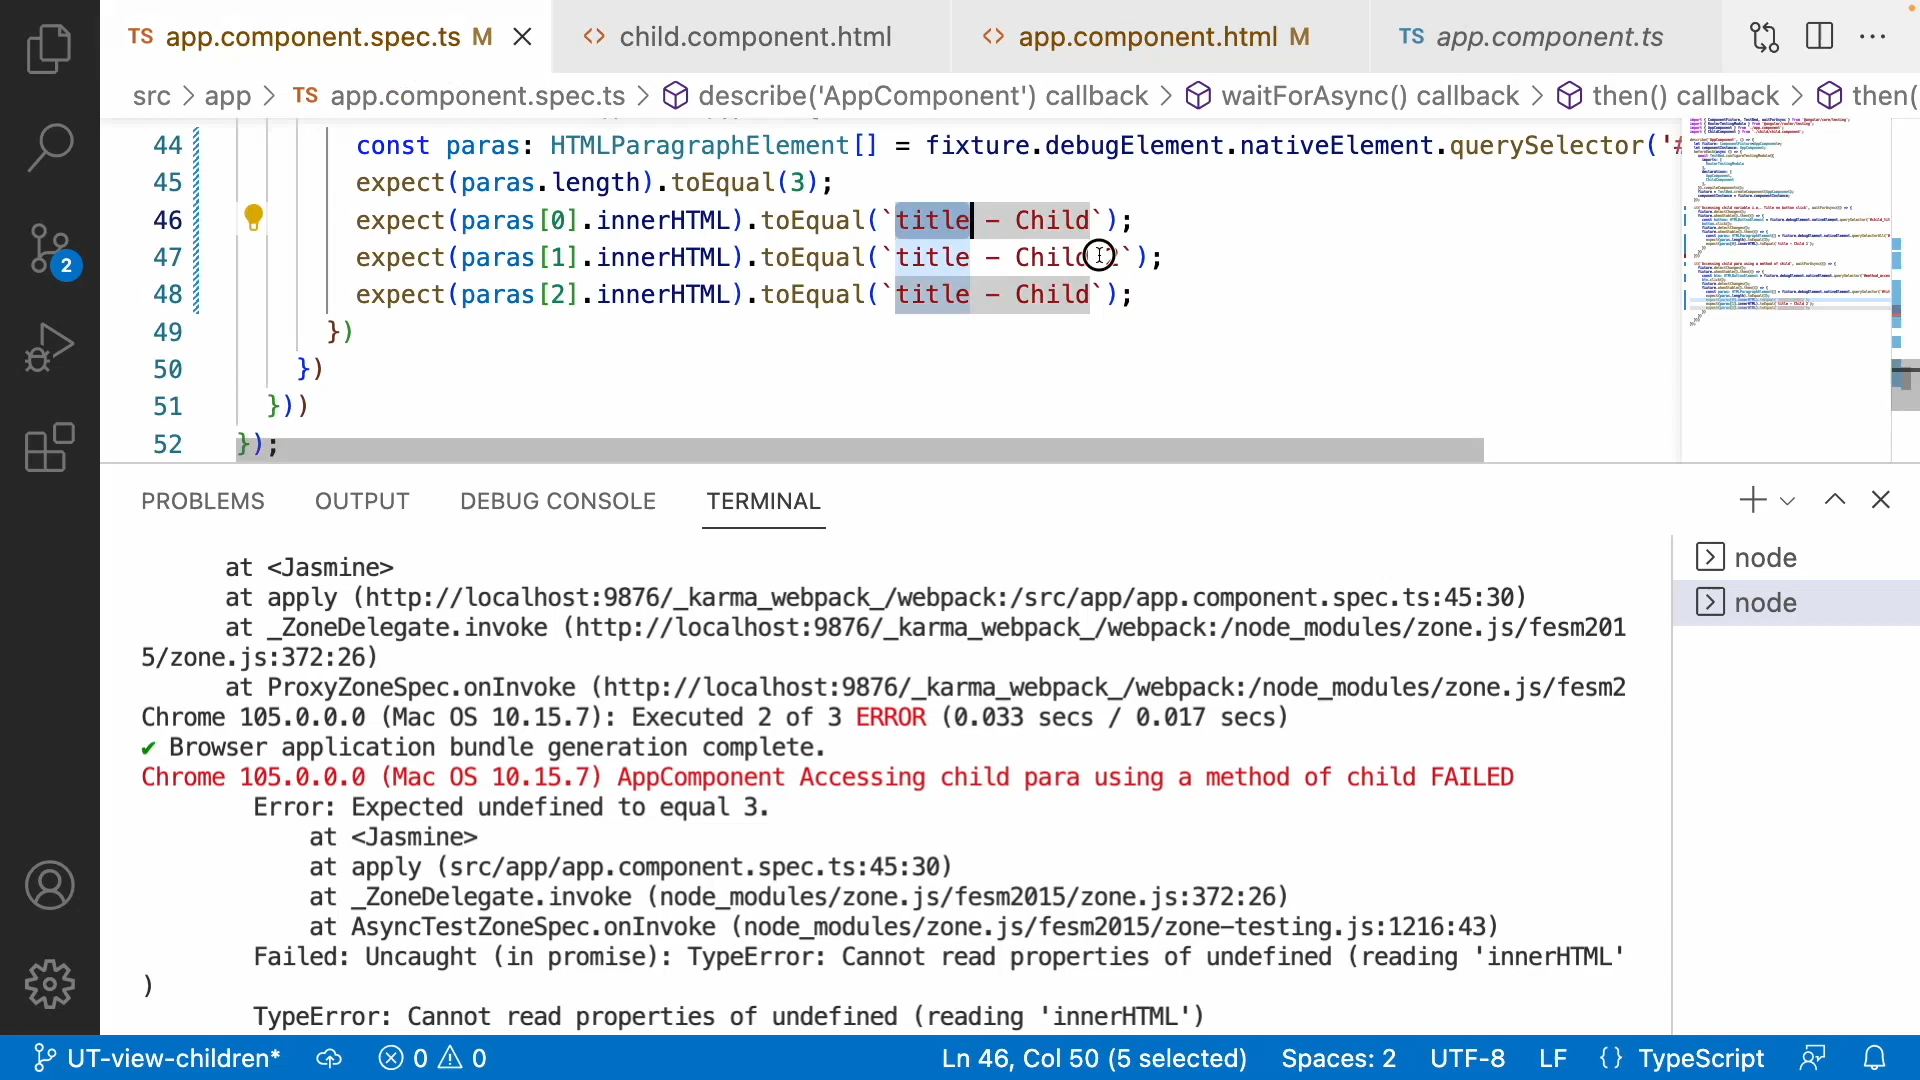 TS app.component.spec.ts M
<> child.component.html
<> app.component.html M
TS app.component.ts
src > app > TS app.component.spec.ts > describe('AppComponent') callback > waitForAsync() callback > then() callback > then(
44 const paras: HTMLParagraphElement[] = fixture.debugElement.nativeElement.querySelector('#
45 expect(paras.length).toEqual(3);
46 expect(paras[0].innerHTML).toEqual(`title – Child`);
47 expect(paras[1].innerHTML).toEqual(`title – Child `);
48 expect(paras[2].innerHTML).toEqual(`title – Child`);
49 })
50 })
51 }))
52 });
PROBLEMS OUTPUT DEBUG CONSOLE TERMINAL
at <Jasmine>
at apply (http://localhost:9876/_karma_webpack_/webpack:/src/app/app.component.spec.ts:45:30)
at _ZoneDelegate.invoke (http://localhost:9876/_karma_webpack_/webpack:/node_modules/zone.js/fesm201
5/zone.js:372:26)
at ProxyZoneSpec.onInvoke (http://localhost:9876/_karma_webpack_/webpack:/node_modules/zone.js/fesm2
Chrome 105.0.0.0 (Mac OS 10.15.7): Executed 2 of 3 ERROR (0.033 secs / 0.017 secs)
✔ Browser application bundle generation complete.
Chrome 105.0.0.0 (Mac OS 10.15.7) AppComponent Accessing child para using a method of child FAILED
Error: Expected undefined to equal 3.
at <Jasmine>
at apply (src/app/app.component.spec.ts:45:30)
at _ZoneDelegate.invoke (node_modules/zone.js/fesm2015/zone.js:372:26)
at AsyncTestZoneSpec.onInvoke (node_modules/zone.js/fesm2015/zone-testing.js:1216:43)
Failed: Uncaught (in promise): TypeError: Cannot read properties of undefined (reading 'innerHTML'
)
TypeError: Cannot read properties of undefined (reading 'innerHTML')
node
node
2
UT-view-children* 0 0 Ln 46, Col 50 (5 selected) Spaces: 2 UTF-8 LF {} TypeScript